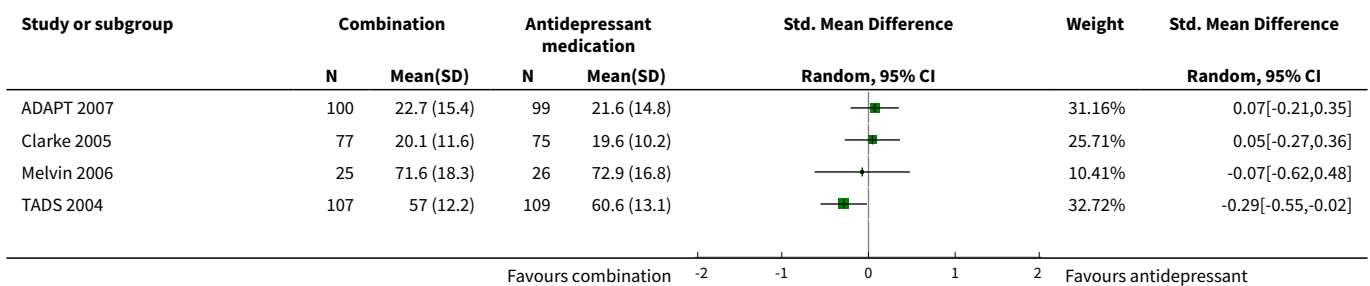 Study or subgroup Combination Antidepressant medication Std. Mean Difference Weight Std. Mean Difference
N Mean(SD) N Mean(SD) Random, 95% CI Random, 95% CI
ADAPT 2007 100 22.7 (15.4) 99 21.6 (14.8) 31.16% 0.07[-0.21,0.35]
Clarke 2005 77 20.1 (11.6) 75 19.6 (10.2) 25.71% 0.05[-0.27,0.36]
Melvin 2006 25 71.6 (18.3) 26 72.9 (16.8) 10.41% -0.07[-0.62,0.48]
TADS 2004 107 57 (12.2) 109 60.6 (13.1) 32.72% -0.29[-0.55,-0.02]
Favours combination -2 -1 0 1 2 Favours antidepressant